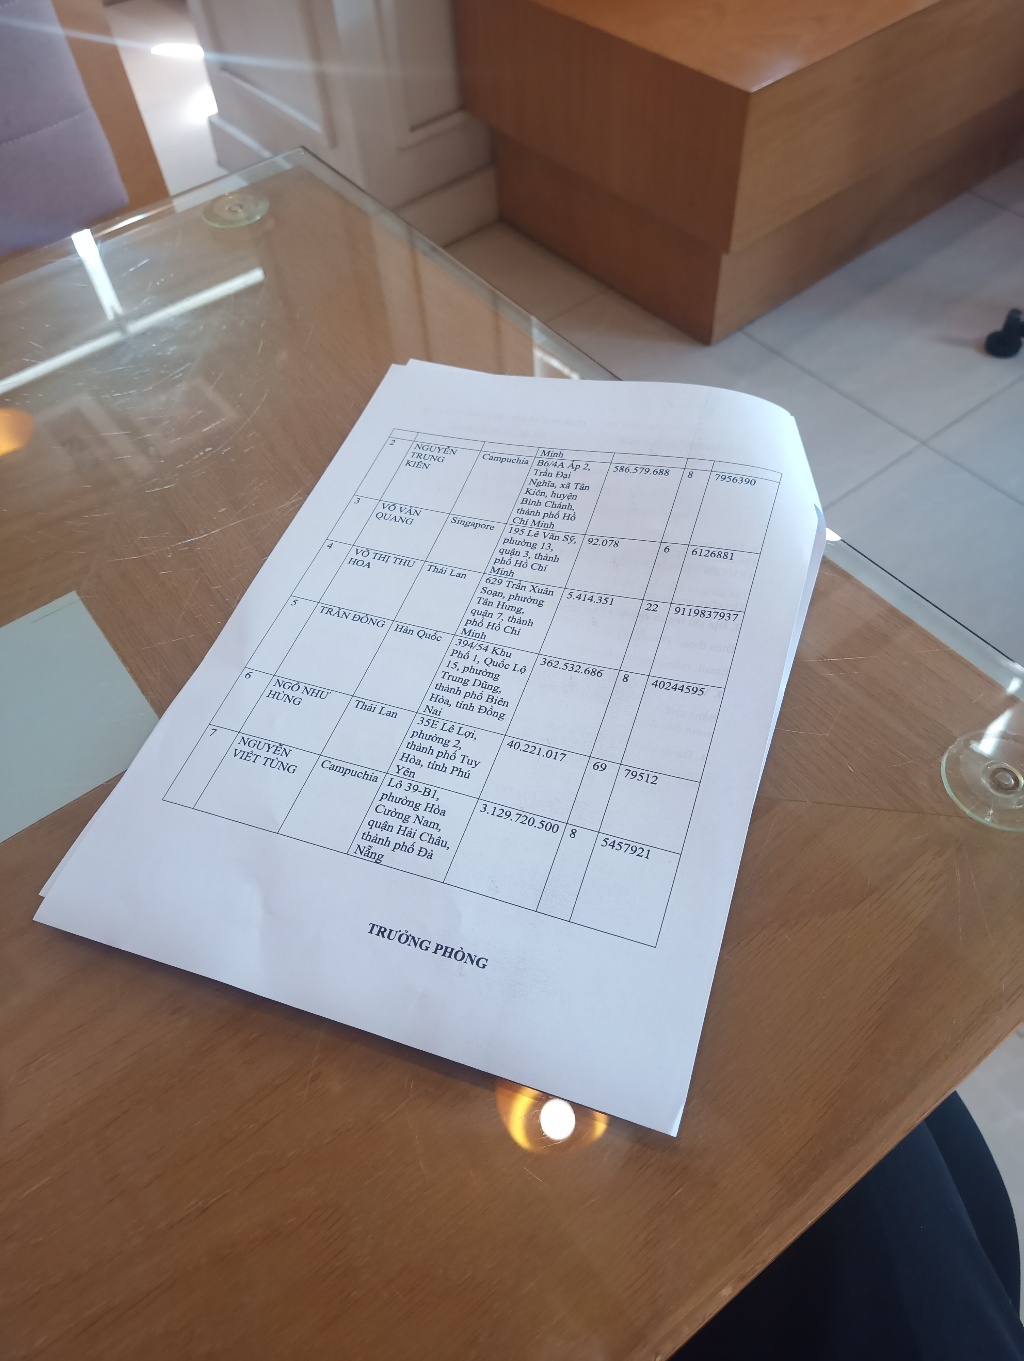 Minh
2 NGUYỄN Campuchia B6/4A Ấp 2, 586.579.688 8 7956390
TRUNG Trần Đại
KIÊN Nghĩa, xã Tân
Kiên, huyện
Bình Chánh,
thành phố Hồ
Chí Minh
3 VÕ VĂN Singapore 195 Lê Văn Sỹ, 92.078 6 6126881
QUANG phường 13,
quận 3, thành
phố Hồ Chí
Minh
4 VÕ THỊ THU Thái Lan 629 Trần Xuân 5.414.351 22 9119837937
HOA Soạn, phường
Tân Hưng,
quận 7, thành
phố Hồ Chí
Minh
5 TRẦN ĐÔNG Hàn Quốc 394/54 Khu 362.532.686 8 40244595
Phố 1, Quốc Lộ
15, phường
Trung Dũng,
thành phố Biên
Hòa, tỉnh Đồng
Nai
6 NGÔ NHƯ Thái Lan 35E Lê Lợi, 40.221.017 69 79512
HÙNG phường 2,
thành phố Tuy
Hòa, tỉnh Phú
Yên
7 NGUYỄN Campuchia Lô 39-B1, 3.129.720.500 8 5457921
VIẾT TÙNG phường Hòa
Cường Nam,
quận Hải Châu,
thành phố Đà
Nẵng
TRƯỞNG PHÒNG